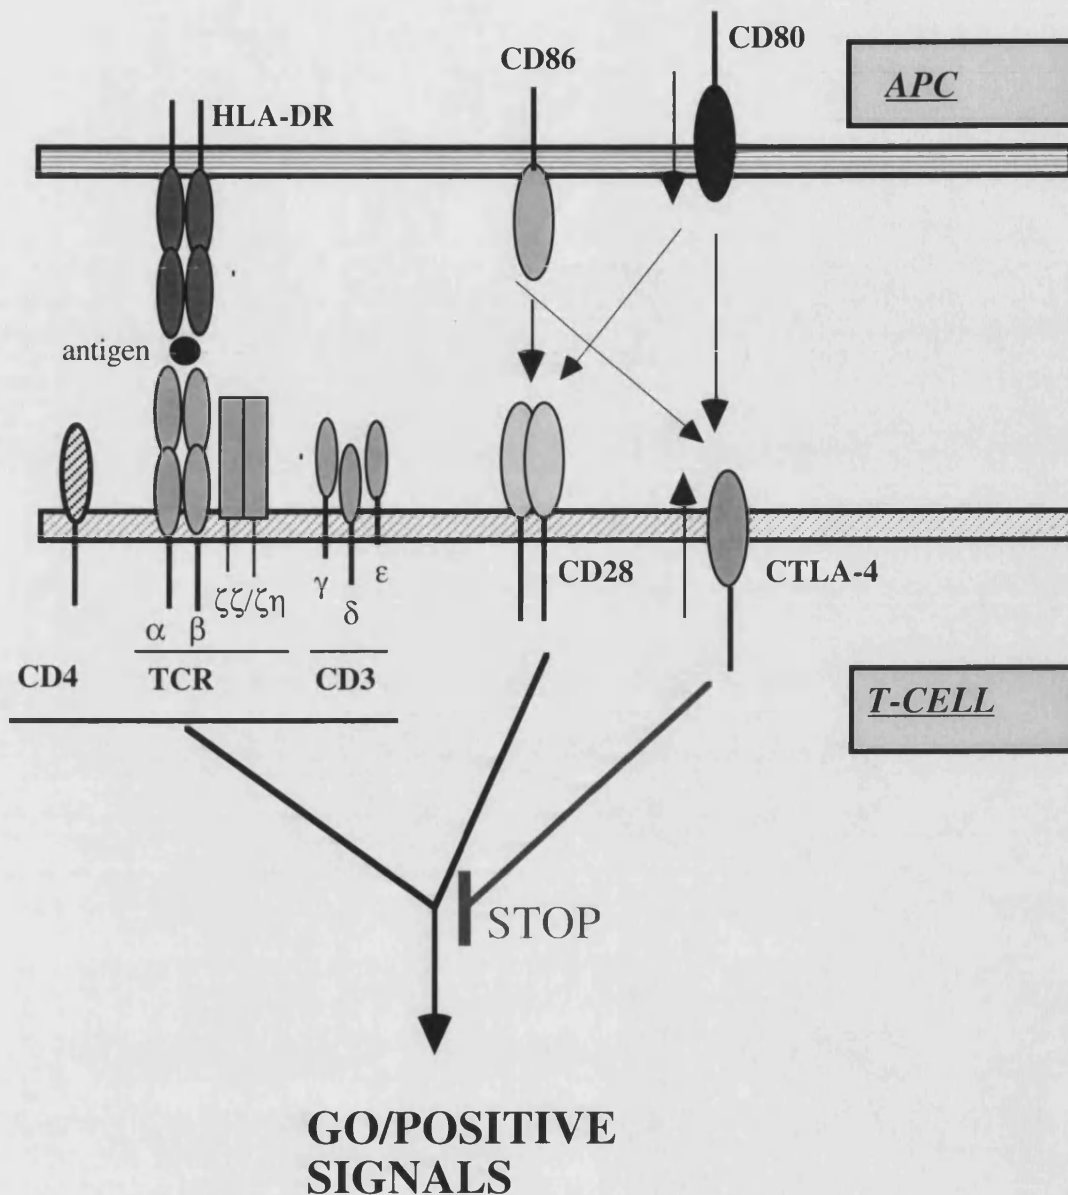 CD80
CD86
APC
HLA-DR
antigen
CD28
CTLA-4
γ
ε
ζζ/ζη
δ
α β
CD4
TCR
CD3
T-CELL
STOP
GO/POSITIVE
SIGNALS